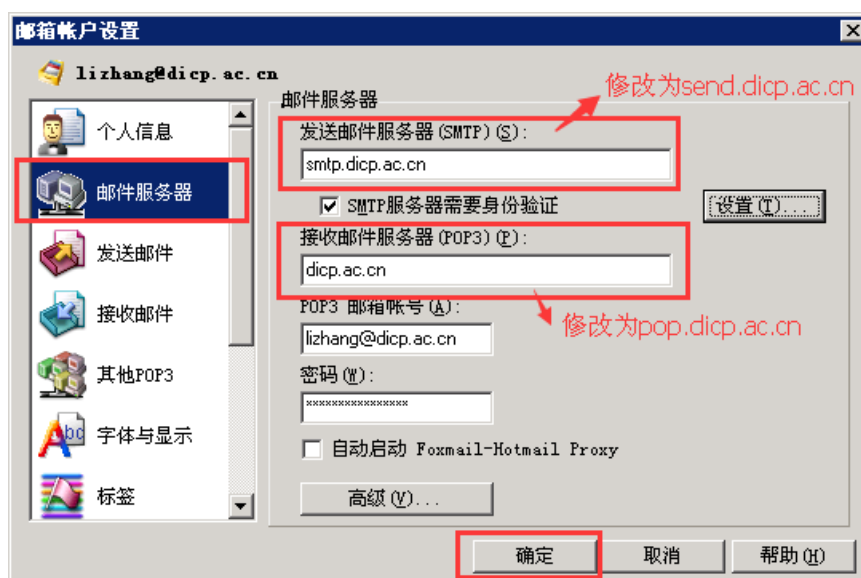 邮箱帐户设置
lizhang@dicp.ac.cn
修改为send.dicp.ac.cn
邮件服务器
个人信息
发送邮件服务器(SMTP)(S):
smtp.dicp.ac.cn
邮件服务器
SMTP服务器需要身份验证
设置(T)...
接收邮件服务器(POP3)(P):
发送邮件
dicp.ac.cn
接收邮件
POP3 邮箱帐号(A):
修改为pop.dicp.ac.cn
lizhang@dicp.ac.cn
其他POP3
密码(W):
****************
字体与显示
自动启动 Foxmail-Hotmail Proxy
标签
高级(V)...
确定
取消
帮助(H)